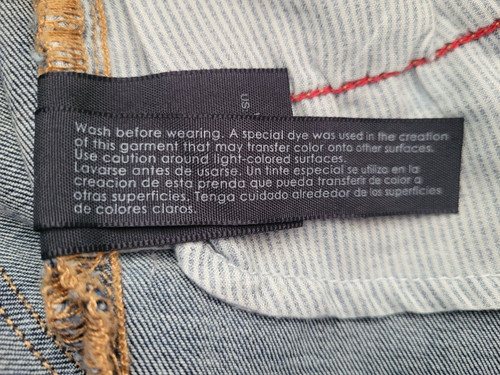 US
Wash before wearing. A special dye was used in the creation
of this garment that may transfer color onto other surfaces.
Use caution around light-colored surfaces.
Lavarse antes de usarse. Un tinte especial se utiliza en la
creacion de esta prenda que pueda transferir de color a
otras superficies. Tenga cuidado alrededor de los superficies
de colores claros.